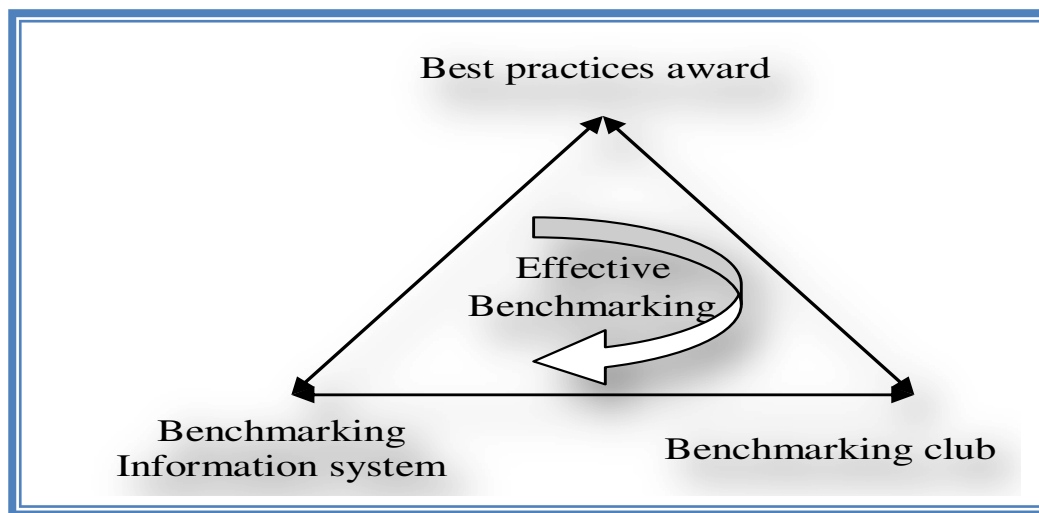 Best practices award
Effective
Benchmarking
Benchmarking
Information system
Benchmarking club